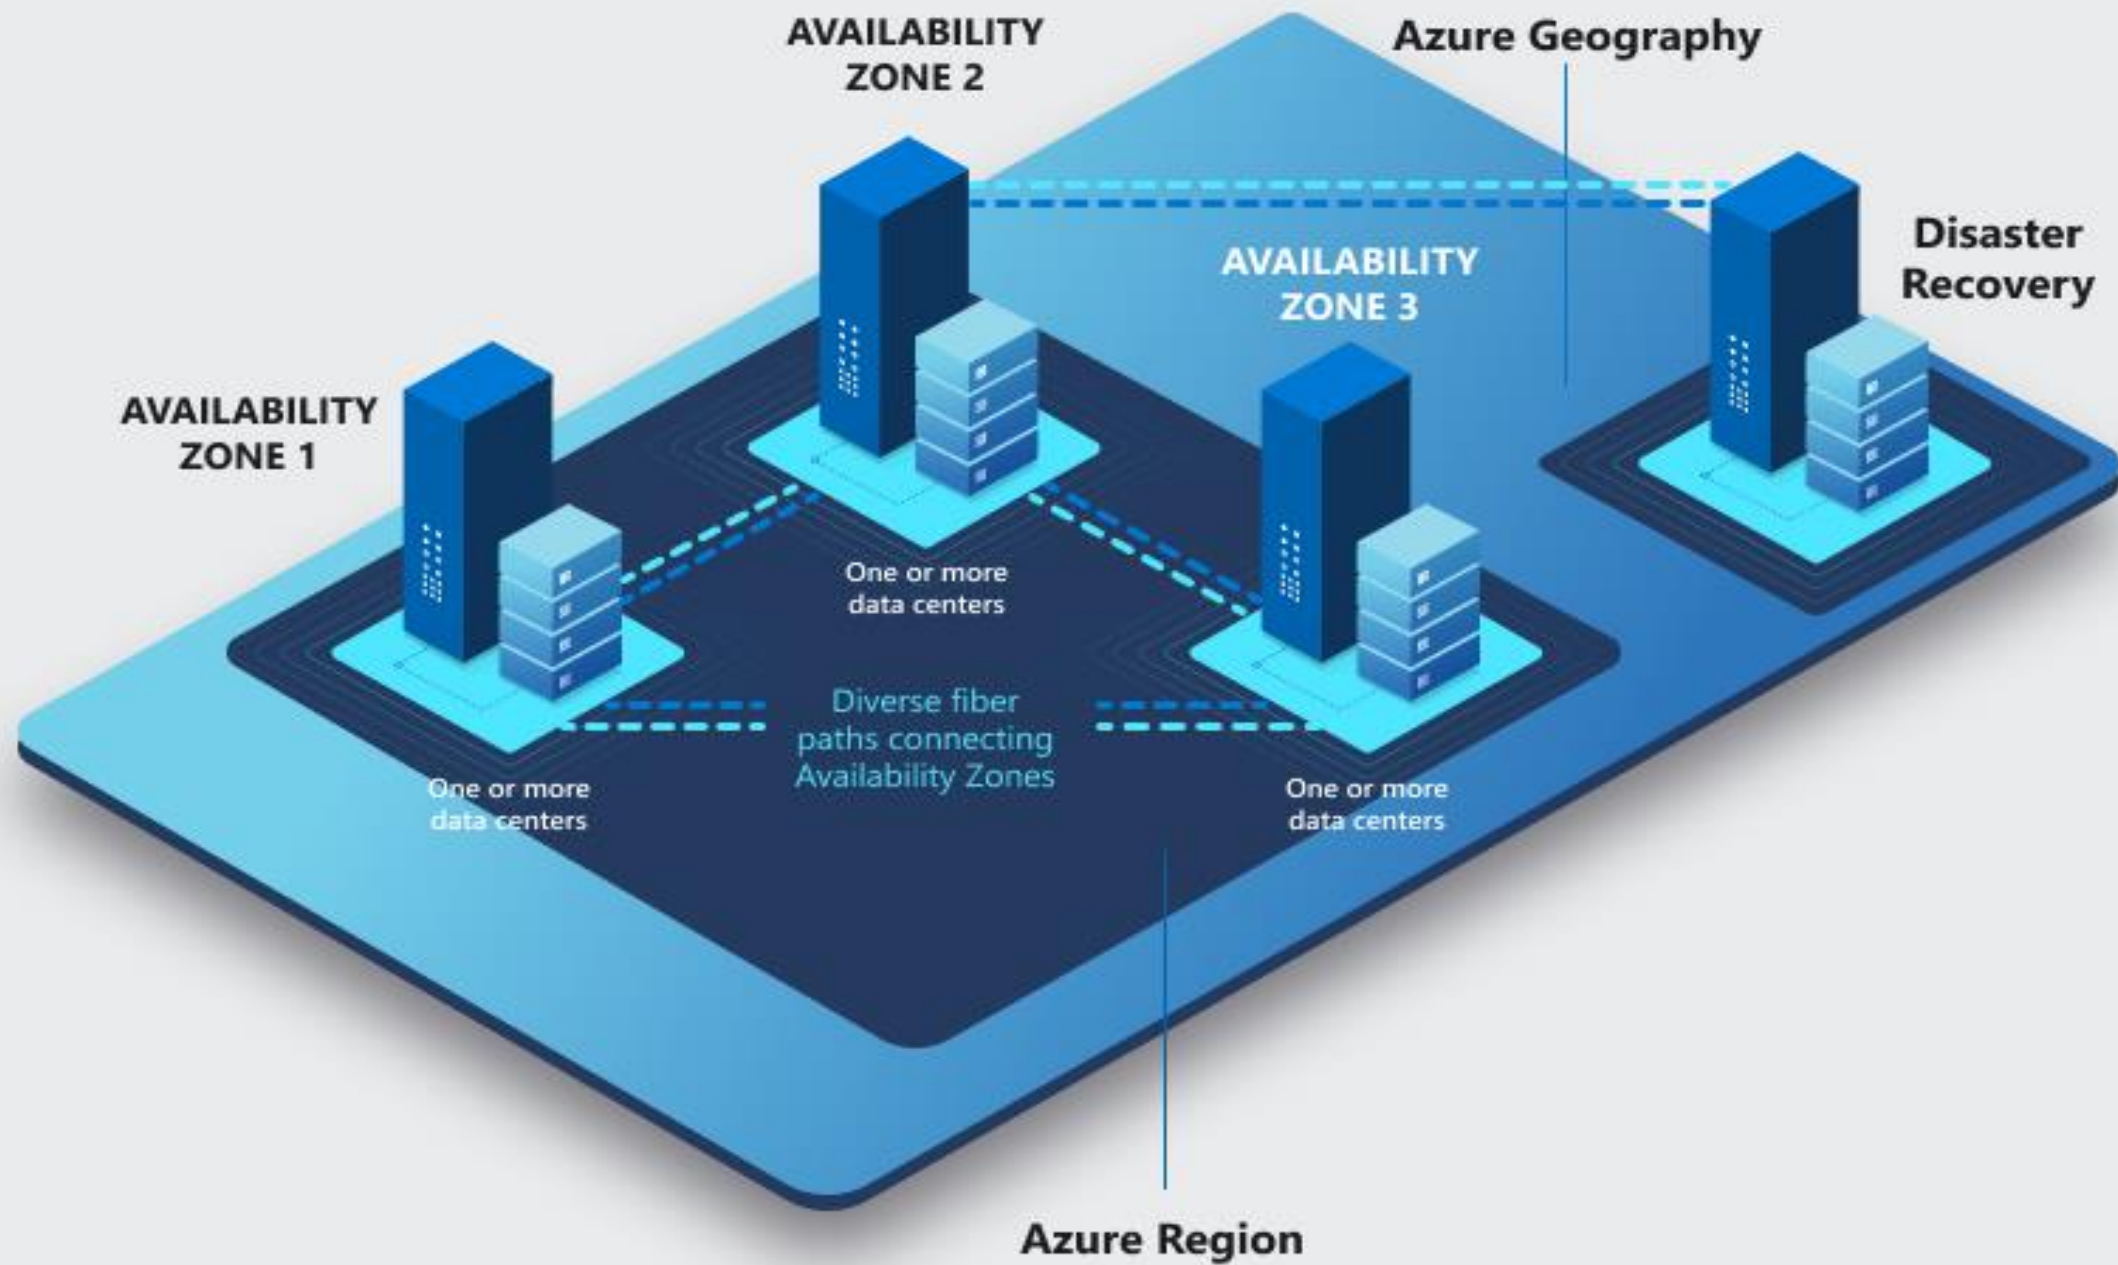 AVAILABILITY
ZONE 2
Azure Geography
Disaster
Recovery
AVAILABILITY
ZONE 3
AVAILABILITY
ZONE 1
One or more
data centers
Diverse fiber
paths connecting
Availability Zones
One or more
data centers
One or more
data centers
Azure Region